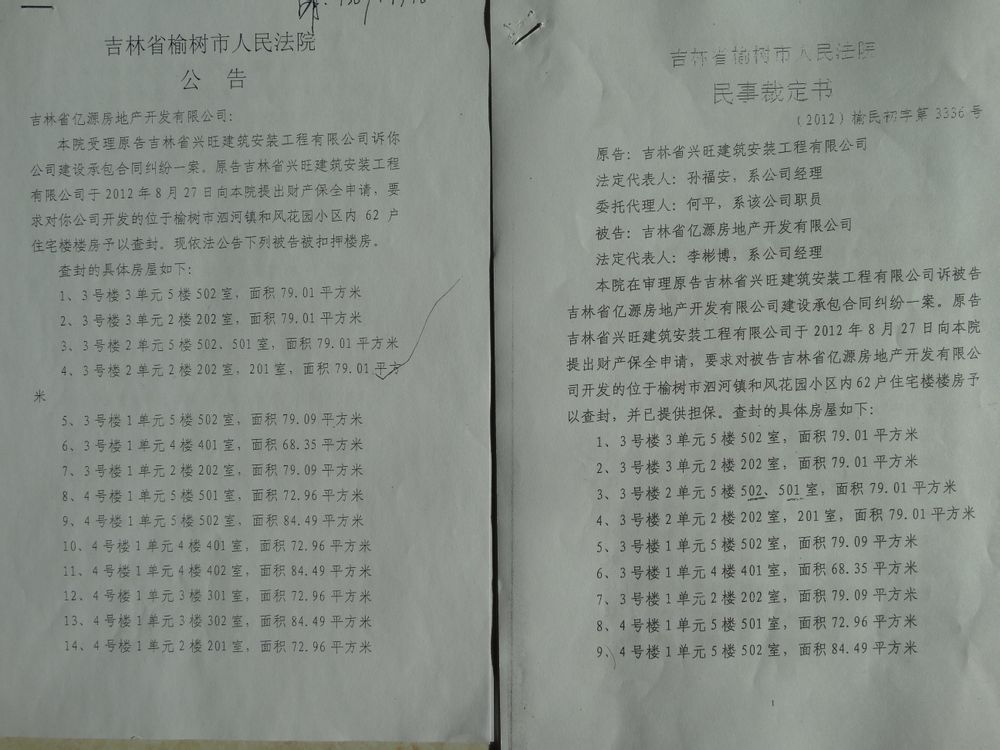 吉林省榆树市人民法院
公 告
吉林省亿源房地产开发有限公司：
本院受理原告吉林省兴旺建筑安装工程有限公司诉你
公司建设承包合同纠纷一案。原告吉林省兴旺建筑安装工程
有限公司于2012年8月27日向本院提出财产保全申请，要
求对你公司开发的位于榆树市泗河镇和风花园小区内 62 户
住宅楼楼房予以查封。现依法公告下列被告被扣押楼房。
查封的具体房屋如下：
1、3号楼3单元5楼502室，面积79.01平方米
2、3号楼3单元2楼202室，面积79.01平方米
3、3号楼2单元5楼502、501室，面积79.01平方米
4、3号楼2单元2楼202室，201室，面积79.01平方
米
5、3号楼1单元5楼502室，面积79.09平方米
6、3号楼1单元4楼401室，面积68.35平方米
7、3号楼1单元2楼202室，面积79.09平方米
8、4号楼1单元5楼501室，面积72.96平方米
9、4号楼1单元5楼502室，面积84.49平方米
10、4号楼1单元4楼401室，面积72.96平方米
11、4号楼1单元4楼402室，面积84.49平方米
12、4号楼1单元3楼301室，面积72.96平方米
13、4号楼1单元3楼302室，面积84.49平方米
14、4号楼1单元2楼201室，面积72.96平方米
吉林省榆树市人民法院
民事裁定书
（2012）榆民初字第3336号
原告：吉林省兴旺建筑安装工程有限公司
法定代表人：孙福安，系公司经理
委托代理人：何平，系该公司职员
被告：吉林省亿源房地产开发有限公司
法定代表人：李彬博，系公司经理
本院在审理原告吉林省兴旺建筑安装工程有限公司诉被告
吉林省亿源房地产开发有限公司建设承包合同纠纷一案。原告
吉林省兴旺建筑安装工程有限公司于2012年8月27日向本院
提出财产保全申请，要求对被告吉林省亿源房地产开发有限公
司开发的位于榆树市泗河镇和风花园小区内62户住宅楼楼房予
以查封，并已提供担保。查封的具体房屋如下：
1、3号楼3单元5楼502室，面积79.01平方米
2、3号楼3单元2楼202室，面积79.01平方米
3、3号楼2单元5楼502、501室，面积79.01平方米
4、3号楼2单元2楼202室，201室，面积79.01平方米
5、3号楼1单元5楼502室，面积79.09平方米
6、3号楼1单元4楼401室，面积68.35平方米
7、3号楼1单元2楼202室，面积79.09平方米
8、4号楼1单元5楼501室，面积72.96平方米
9、4号楼1单元5楼502室，面积84.49平方米
1